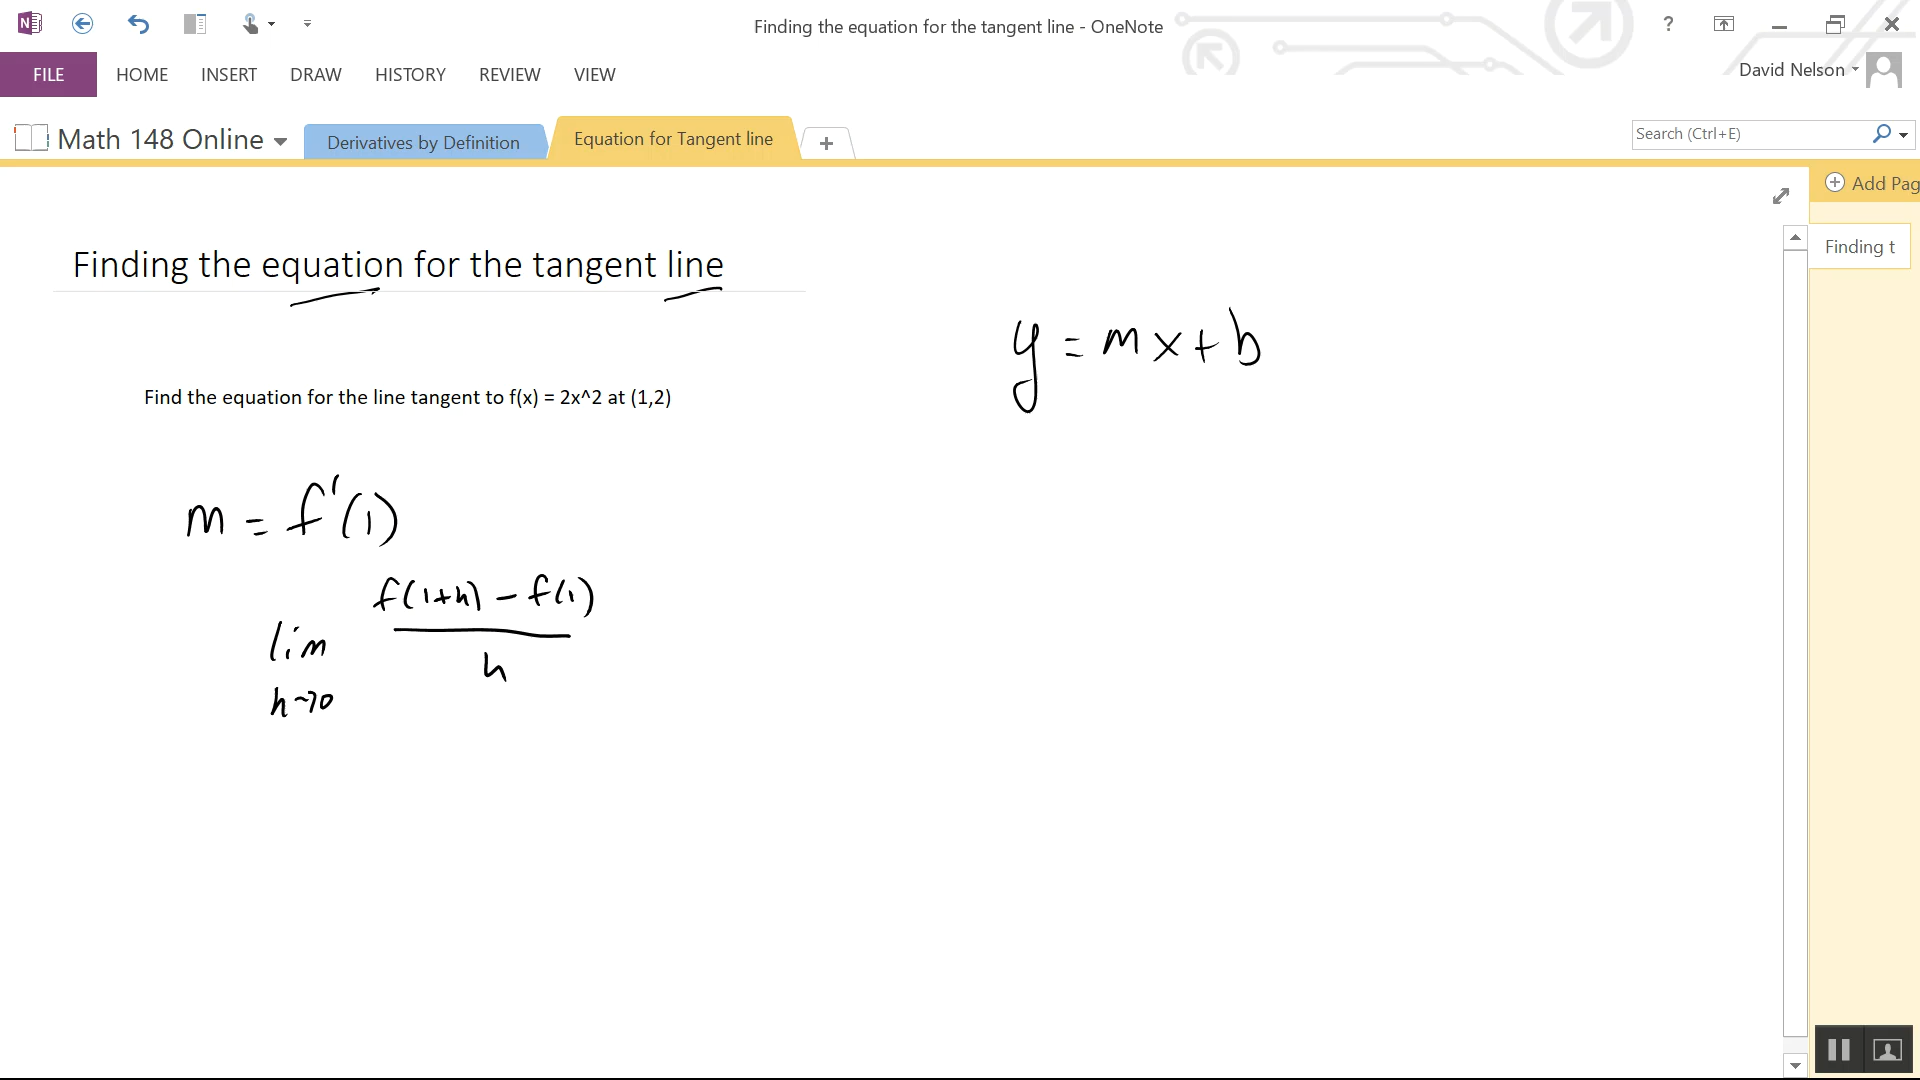 Finding the equation for the tangent line - OneNote
?
David Nelson
FILE HOME INSERT DRAW HISTORY REVIEW VIEW
Math 148 Online
Derivatives by Definition
Equation for Tangent line
+
Search (Ctrl+E)
Add Pag
Finding t
Finding the equation for the tangent line
y = mx+b
Find the equation for the line tangent to f(x) = 2x^2 at (1,2)
m = f'(1)
lim h→0 f(1+h) - f(1)
h